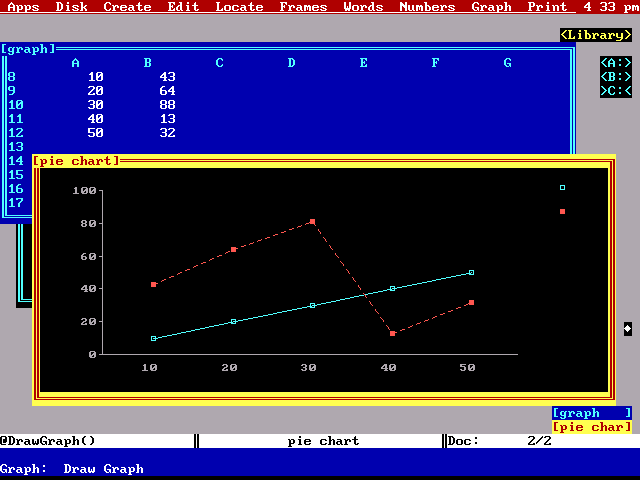 Apps Disk Create Edit Locate Frames Words Numbers Graph Print 4 33 pm
<Library>
[graph]
A B C D E F G
<A:>
8 10 43
<B:>
9 20 64
>C:<
10 30 88
11 40 13
12 50 32
13
14
[pie chart]
15
16
17
100
80
60
40
20
0
10 20 30 40 50
[graph ]
[pie char]
@DrawGraph() pie chart Doc: 2/2
Graph: Draw Graph